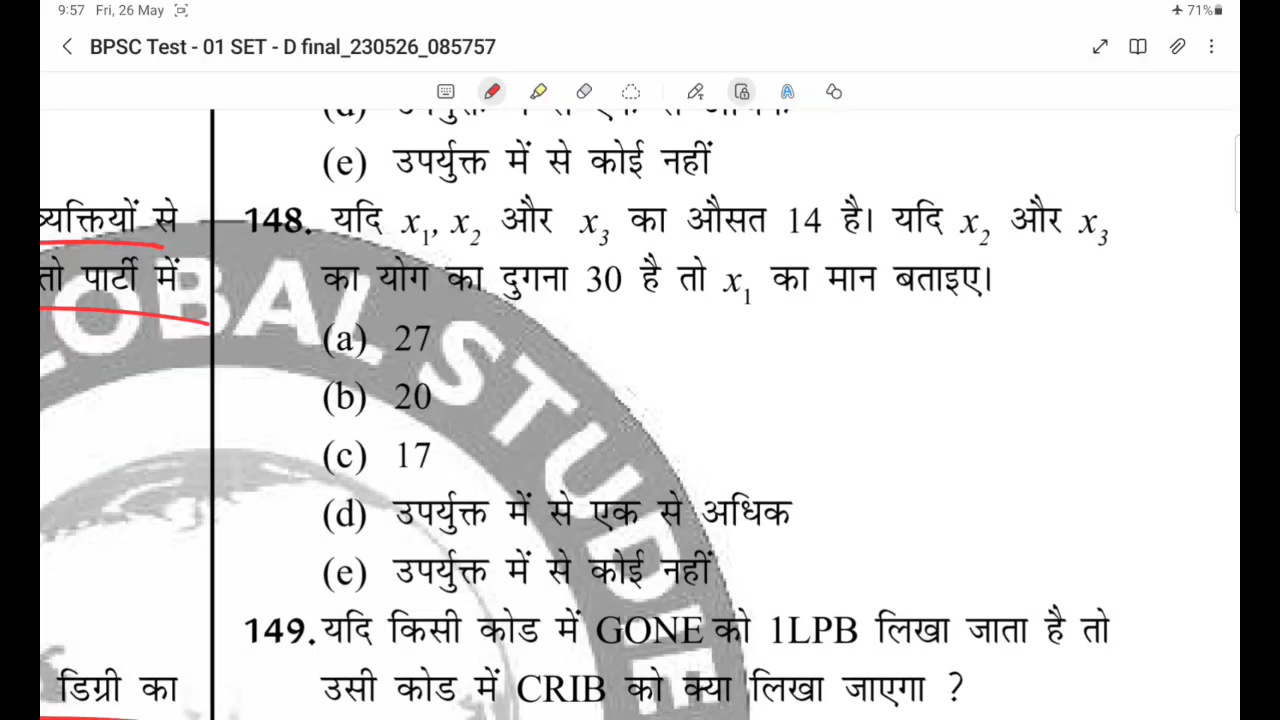 9:57 Fri, 26 May
71%
BPSC Test - 01 SET - D final_230526_085757
(e) उपर्युक्त में से कोई नहीं
व्यक्तियों से
148. यदि x₁, x₂ और x₃ का औसत 14 है। यदि x₂ और x₃
तो पार्टी में
का योग का दुगना 30 है तो x₁ का मान बताइए।
(a) 27
(b) 20
(c) 17
(d) उपर्युक्त में से एक से अधिक
(e) उपर्युक्त में से कोई नहीं
149. यदि किसी कोड में GONE को 1LPB लिखा जाता है तो
डिग्री का
उसी कोड में CRIB को क्या लिखा जाएगा ?
LOBAL STUDIE